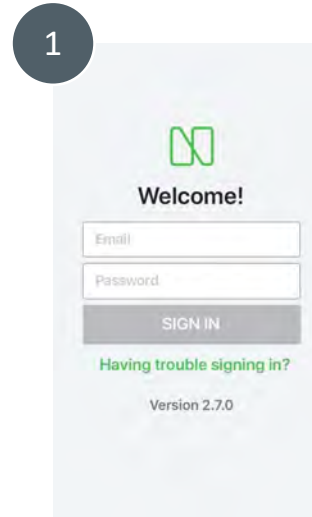 1
Welcome!
Email
Password
SIGN IN
Having trouble signing in?
Version 2.7.0